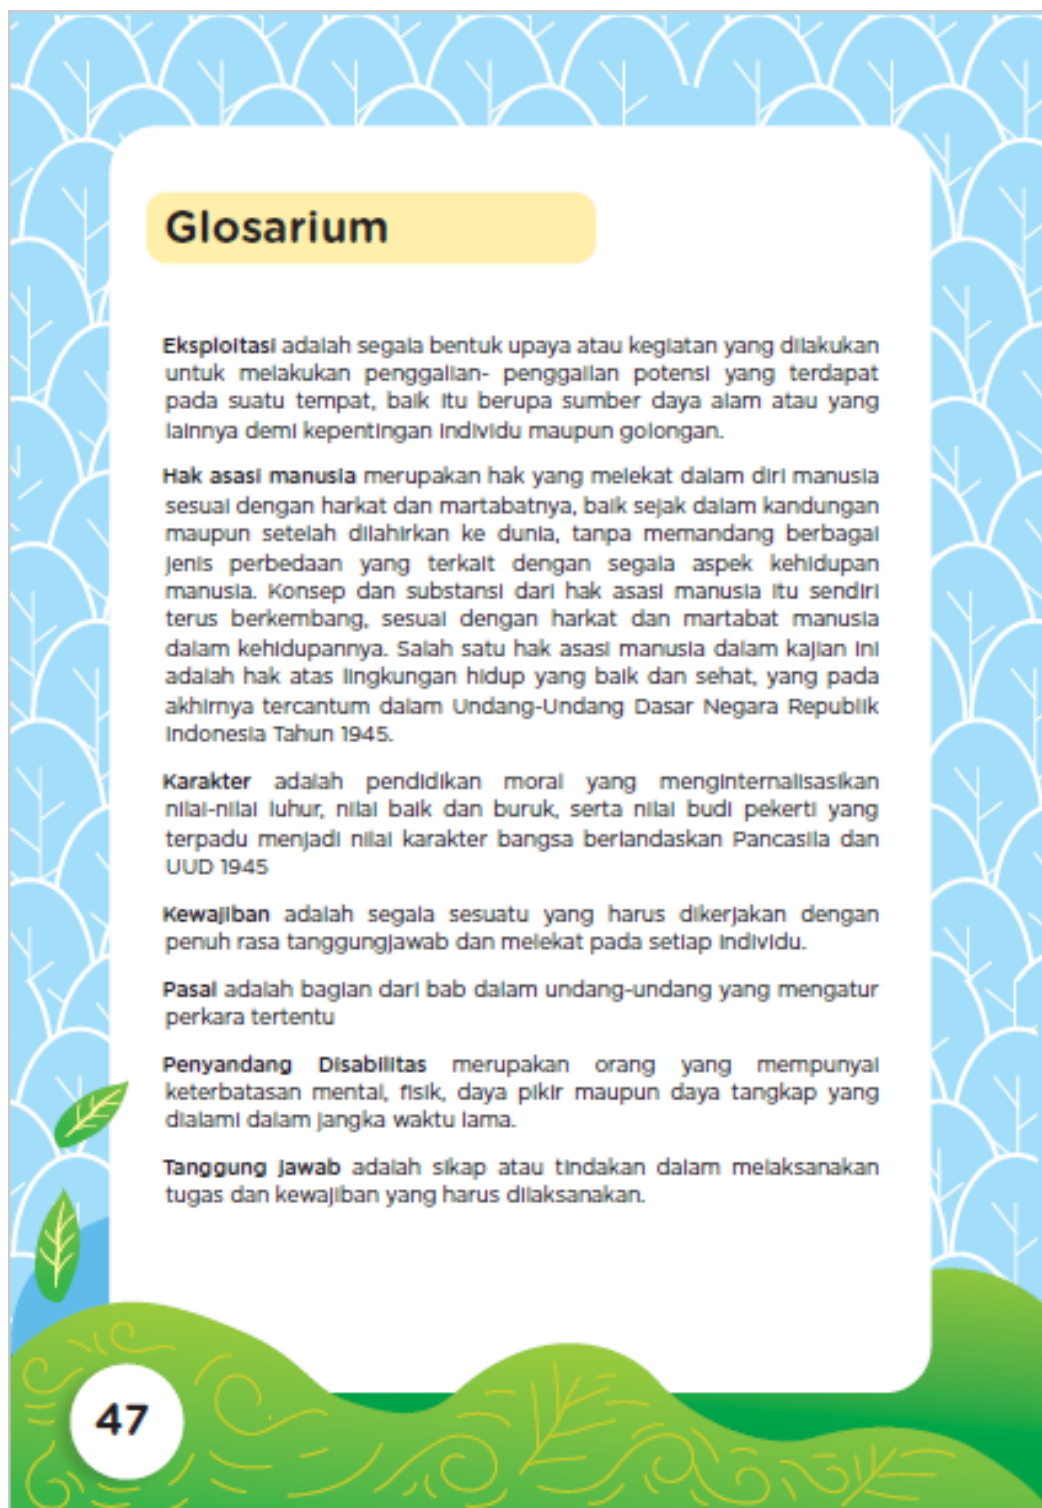 Glosarium
Eksploitasi adalah segala bentuk upaya atau kegiatan yang dilakukan
untuk melakukan penggalian- penggalian potensi yang terdapat
pada suatu tempat, baik itu berupa sumber daya alam atau yang
lainnya demi kepentingan individu maupun golongan.
Hak asasi manusia merupakan hak yang melekat dalam diri manusia
sesuai dengan harkat dan martabatnya, baik sejak dalam kandungan
maupun setelah dilahirkan ke dunia, tanpa memandang berbagai
jenis perbedaan yang terkait dengan segala aspek kehidupan
manusia. Konsep dan substansi dari hak asasi manusia itu sendiri
terus berkembang, sesuai dengan harkat dan martabat manusia
dalam kehidupannya. Salah satu hak asasi manusia dalam kajian ini
adalah hak atas lingkungan hidup yang baik dan sehat, yang pada
akhirnya tercantum dalam Undang-Undang Dasar Negara Republik
Indonesia Tahun 1945.
Karakter adalah pendidikan moral yang menginternalisasikan
nilai-nilai luhur, nilai baik dan buruk, serta nilai budi pekerti yang
terpadu menjadi nilai karakter bangsa berlandaskan Pancasila dan
UUD 1945
Kewajiban adalah segala sesuatu yang harus dikerjakan dengan
penuh rasa tanggungjawab dan melekat pada setiap individu.
Pasal adalah bagian dari bab dalam undang-undang yang mengatur
perkara tertentu
Penyandang Disabilitas merupakan orang yang mempunyai
keterbatasan mental, fisik, daya pikir maupun daya tangkap yang
dialami dalam jangka waktu lama.
Tanggung jawab adalah sikap atau tindakan dalam melaksanakan
tugas dan kewajiban yang harus dilaksanakan.
47